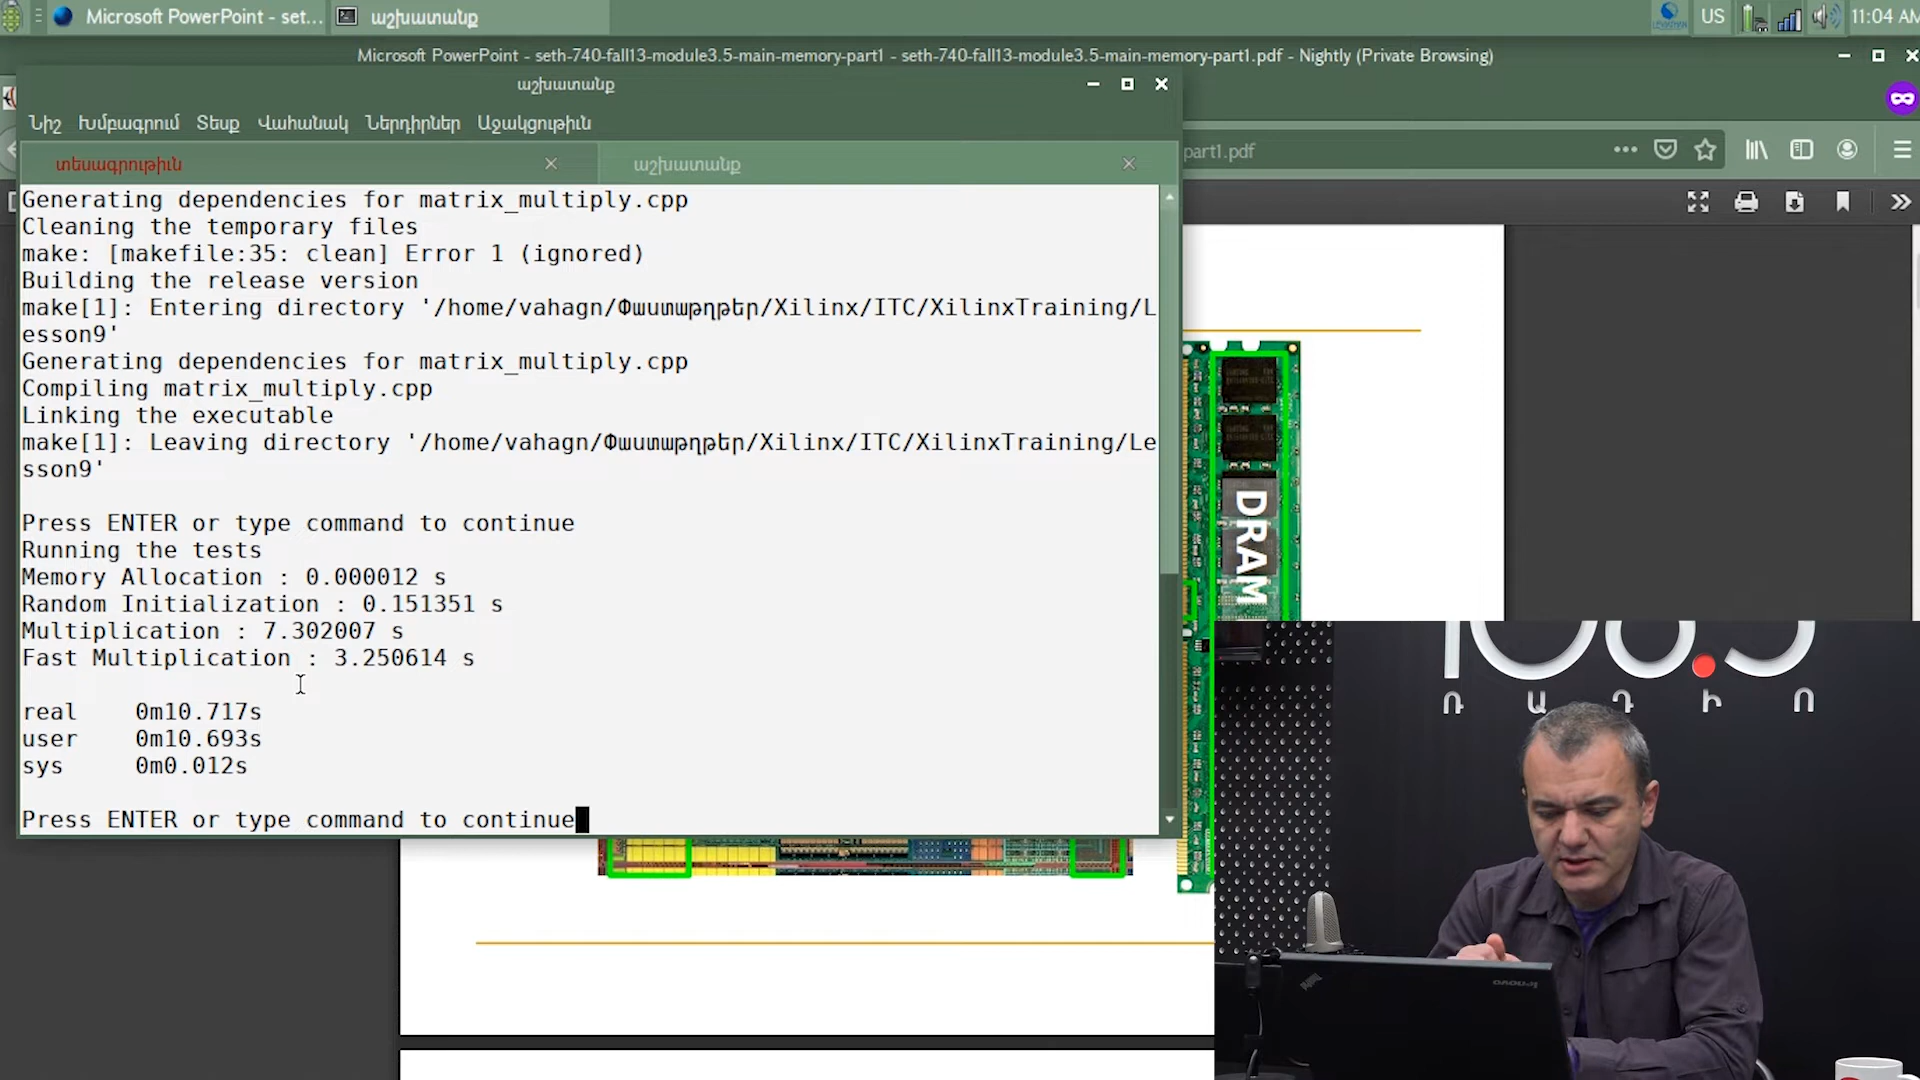 Microsoft PowerPoint - set...
աշխատանք
US
11:04 AM
Microsoft PowerPoint - seth-740-fall13-module3.5-main-memory-part1 - seth-740-fall13-module3.5-main-memory-part1.pdf - Nightly (Private Browsing)
աշխատանք
Նիշ Խմբագրում Տեսք Վահանակ Ներդիրներ Աջակցութիւն
part1.pdf
տեսագրութիւն
աշխատանք
Generating dependencies for matrix_multiply.cpp
Cleaning the temporary files
make: [makefile:35: clean] Error 1 (ignored)
Building the release version
make[1]: Entering directory '/home/vahagn/Փաստաթղթեր/Xilinx/ITC/XilinxTraining/L
esson9'
Generating dependencies for matrix_multiply.cpp
Compiling matrix_multiply.cpp
Linking the executable
make[1]: Leaving directory '/home/vahagn/Փաստաթղթեր/Xilinx/ITC/XilinxTraining/Le
sson9'
Press ENTER or type command to continue
Running the tests
Memory Allocation : 0.000012 s
Random Initialization : 0.151351 s
Multiplication : 7.302007 s
Fast Multiplication : 3.250614 s
real 0m10.717s
user 0m10.693s
sys 0m0.012s
Press ENTER or type command to continue
DRAM
106.5
ՌԱԴԻՈ
lenovo